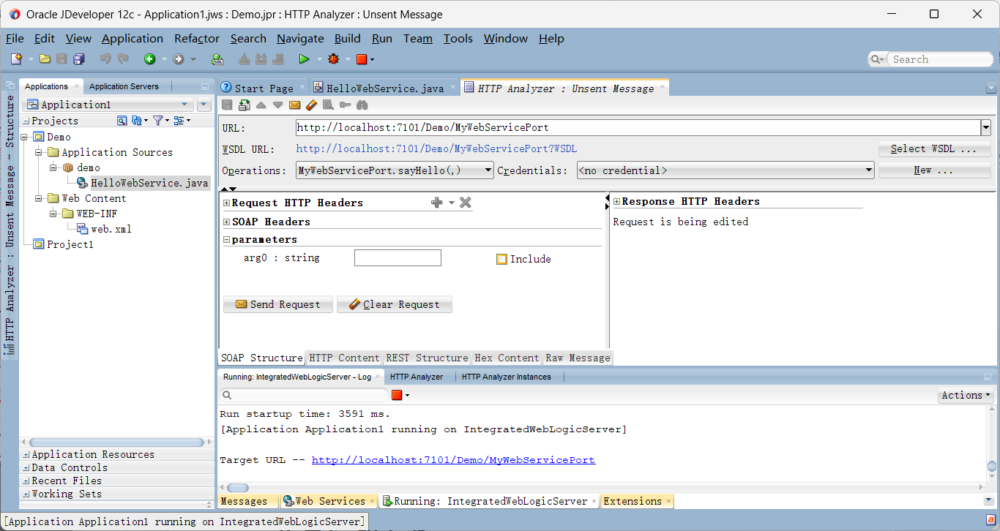 Oracle JDeveloper 12c - Application1.jws : Demo.jpr : HTTP Analyzer : Unsent Message
File Edit View Application Refactor Search Navigate Build Run Team Tools Window Help
SQL
Search
Applications × Application Servers
Start Page × HelloWebService.java × HTTP Analyzer : Unsent Message ×
HTTP Analyzer : Unsent Message - Structure
Application1
Projects
Demo
Application Sources
demo
HelloWebService.java
Web Content
WEB-INF
web.xml
Project1
Application Resources
Data Controls
Recent Files
Working Sets
URL: http://localhost:7101/Demo/MyWebServicePort
WSDL URL: http://localhost:7101/Demo/MyWebServicePort?WSDL Select WSDL ...
Operations: MyWebServicePort.sayHello(,) Credentials: <no credential> New ...
Request HTTP Headers
SOAP Headers
parameters
arg0 : string Include
Send Request Clear Request
Response HTTP Headers
Request is being edited
SOAP Structure HTTP Content REST Structure Hex Content Raw Message
Running: IntegratedWebLogicServer - Log × HTTP Analyzer HTTP Analyzer Instances
Actions
Run startup time: 3591 ms.
[Application Application1 running on IntegratedWebLogicServer]
Target URL -- http://localhost:7101/Demo/MyWebServicePort
Messages Web Services × Running: IntegratedWebLogicServer × Extensions ×
[Application Application1 running on IntegratedWebLogicServer]
a